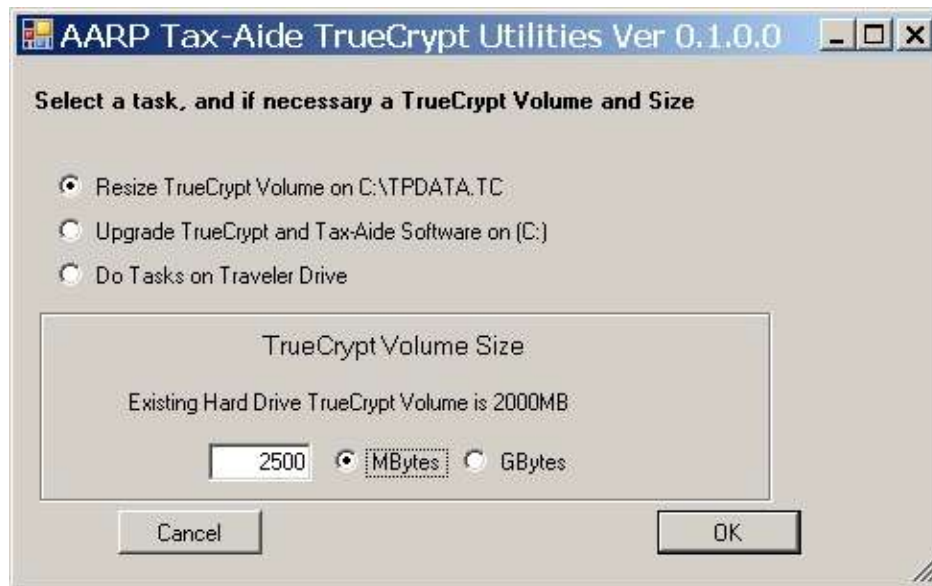 AARP Tax-Aide TrueCrypt Utilities Ver 0.1.0.0
Select a task, and if necessary a TrueCrypt Volume and Size
Resize TrueCrypt Volume on C:\TPDATA.TC
Upgrade TrueCrypt and Tax-Aide Software on (C:)
Do Tasks on Traveler Drive
TrueCrypt Volume Size
Existing Hard Drive TrueCrypt Volume is 2000MB
2500 MBytes GBytes
Cancel OK